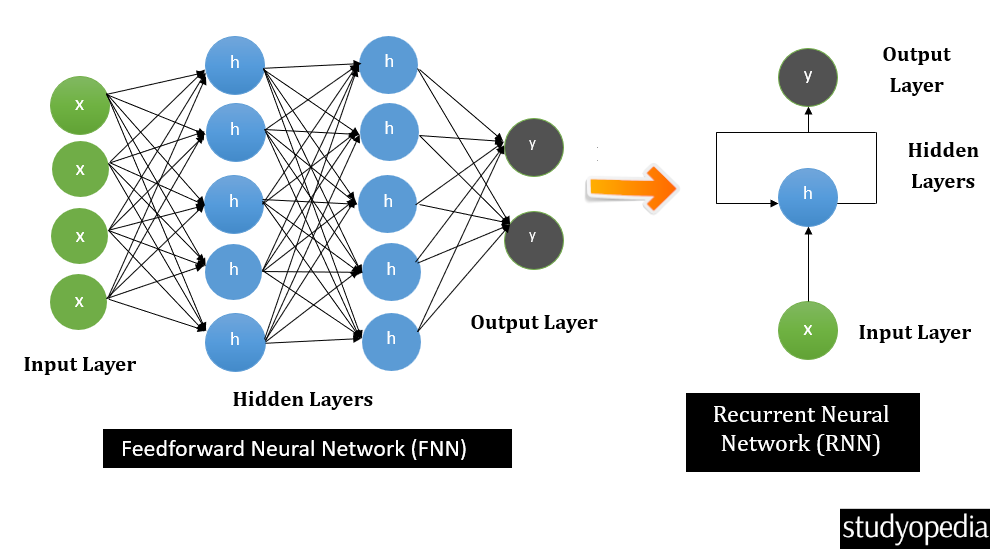 x
x
x
x
Input Layer
h
h
h
h
h
h
h
h
h
h
Hidden Layers
y
y
Output Layer
Feedforward Neural Network (FNN)
y
Output
Layer
h
Hidden
Layers
x
Input Layer
Recurrent Neural
Network (RNN)
studyopedia